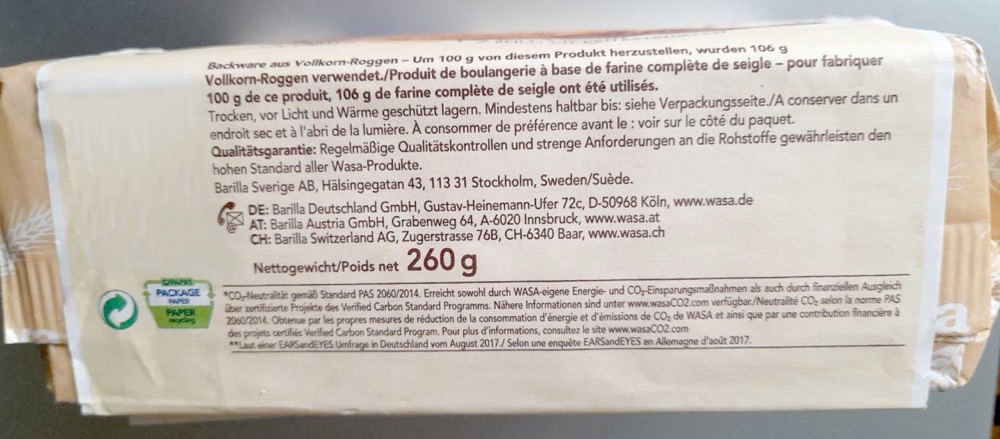 Backware aus Vollkorn-Roggen – Um 100 g von diesem Produkt herzustellen, wurden 106 g
Vollkorn-Roggen verwendet./Produit de boulangerie à base de farine complète de seigle – pour fabriquer
100 g de ce produit, 106 g de farine complète de seigle ont été utilisés.
Trocken, vor Licht und Wärme geschützt lagern. Mindestens haltbar bis: siehe Verpackungsseite./A conserver dans un
endroit sec et à l'abri de la lumière. À consommer de préférence avant le : voir sur le côté du paquet.
Qualitätsgarantie: Regelmäßige Qualitätskontrollen und strenge Anforderungen an die Rohstoffe gewährleisten den
hohen Standard aller Wasa-Produkte.
Barilla Sverige AB, Hälsingegatan 43, 113 31 Stockholm, Sweden/Suède.
DE: Barilla Deutschland GmbH, Gustav-Heinemann-Ufer 72c, D-50968 Köln, www.wasa.de
AT: Barilla Austria GmbH, Grabenweg 64, A-6020 Innsbruck, www.wasa.at
CH: Barilla Switzerland AG, Zugerstrasse 76B, CH-6340 Baar, www.wasa.ch
Nettogewicht/Poids net 260 g
PACKAGE
PAPER
PAPER
recycling
*CO₂-Neutralität gemäß Standard PAS 2060/2014. Erreicht sowohl durch WASA-eigene Energie- und CO₂-Einsparungsmaßnahmen als auch durch finanziellen Ausgleich
über zertifizierte Projekte des Verified Carbon Standard Programms. Nähere Informationen sind unter www.wasaCO2.com verfügbar./Neutralité CO₂ selon la norme PAS
2060/2014. Obtenue par les propres mesures de réduction de la consommation d'énergie et d'émissions de CO₂ de WASA et ainsi que par une contribution financière à
des projets certifiés Verified Carbon Standard Program. Pour plus d'informations, consultez le site www.wasaCO2.com
**Laut einer EARSandEYES Umfrage in Deutschland vom August 2017./ Selon une enquête EARSandEYES en Allemagne d'août 2017.
a